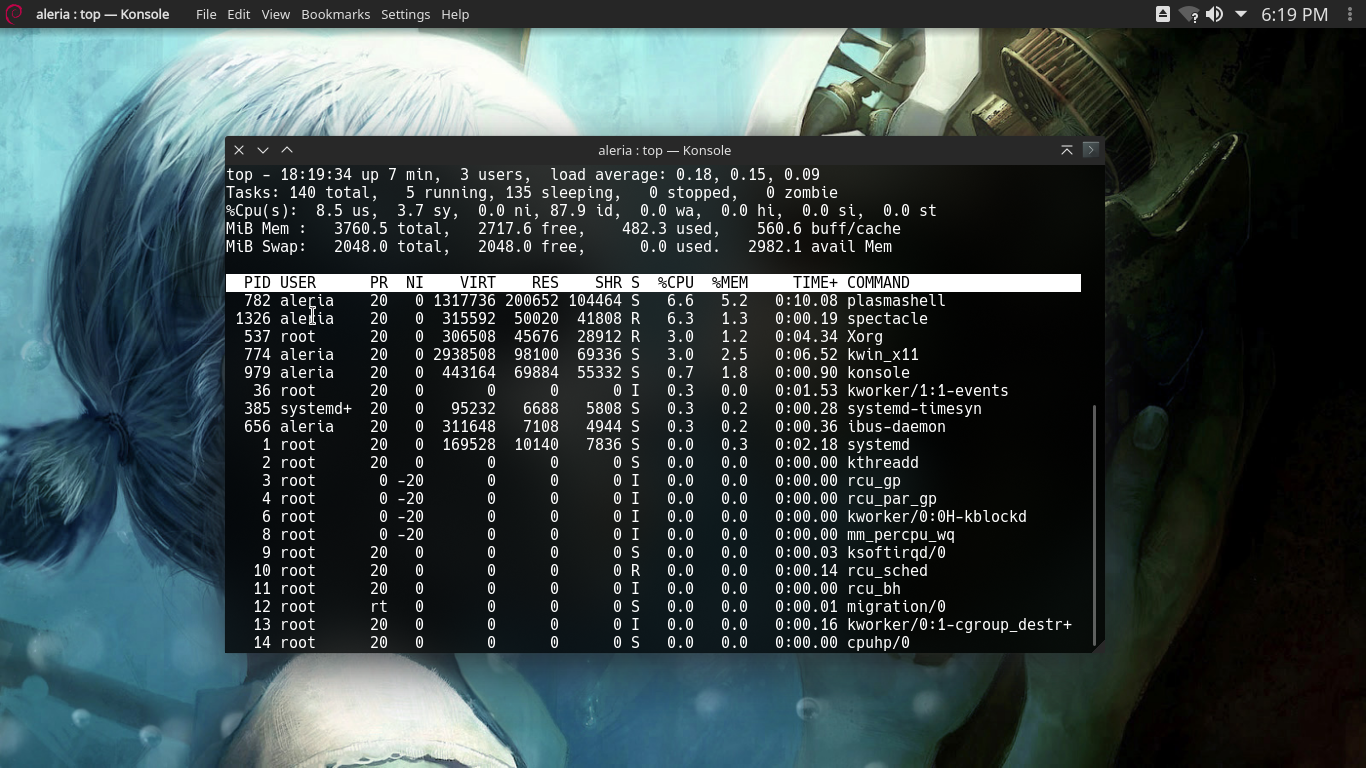 aleria : top — Konsole File Edit View Bookmarks Settings Help 6:19 PM
aleria : top — Konsole
top - 18:19:34 up 7 min,  3 users,  load average: 0.18, 0.15, 0.09
Tasks: 140 total,   5 running, 135 sleeping,   0 stopped,   0 zombie
%Cpu(s):  8.5 us,  3.7 sy,  0.0 ni, 87.9 id,  0.0 wa,  0.0 hi,  0.0 si,  0.0 st
MiB Mem :   3760.5 total,   2717.6 free,    482.3 used,    560.6 buff/cache
MiB Swap:   2048.0 total,   2048.0 free,      0.0 used.   2982.1 avail Mem
PID USER PR NI VIRT RES SHR S %CPU %MEM TIME+ COMMAND
782 aleria 20 0 1317736 200652 104464 S 6.6 5.2 0:10.08 plasmashell
1326 aleria 20 0 315592 50020 41808 R 6.3 1.3 0:00.19 spectacle
537 root 20 0 306508 45676 28912 R 3.0 1.2 0:04.34 Xorg
774 aleria 20 0 2938508 98100 69336 S 3.0 2.5 0:06.52 kwin_x11
979 aleria 20 0 443164 69884 55332 S 0.7 1.8 0:00.90 konsole
36 root 20 0 0 0 0 I 0.3 0.0 0:01.53 kworker/1:1-events
385 systemd+ 20 0 95232 6688 5808 S 0.3 0.2 0:00.28 systemd-timesyn
656 aleria 20 0 311648 7108 4944 S 0.3 0.2 0:00.36 ibus-daemon
1 root 20 0 169528 10140 7836 S 0.0 0.3 0:02.18 systemd
2 root 20 0 0 0 0 S 0.0 0.0 0:00.00 kthreadd
3 root 0 -20 0 0 0 I 0.0 0.0 0:00.00 rcu_gp
4 root 0 -20 0 0 0 I 0.0 0.0 0:00.00 rcu_par_gp
6 root 0 -20 0 0 0 I 0.0 0.0 0:00.00 kworker/0:0H-kblockd
8 root 0 -20 0 0 0 I 0.0 0.0 0:00.00 mm_percpu_wq
9 root 20 0 0 0 0 S 0.0 0.0 0:00.03 ksoftirqd/0
10 root 20 0 0 0 0 R 0.0 0.0 0:00.14 rcu_sched
11 root 20 0 0 0 0 I 0.0 0.0 0:00.00 rcu_bh
12 root rt 0 0 0 0 S 0.0 0.0 0:00.01 migration/0
13 root 20 0 0 0 0 I 0.0 0.0 0:00.16 kworker/0:1-cgroup_destr+
14 root 20 0 0 0 0 S 0.0 0.0 0:00.00 cpuhp/0